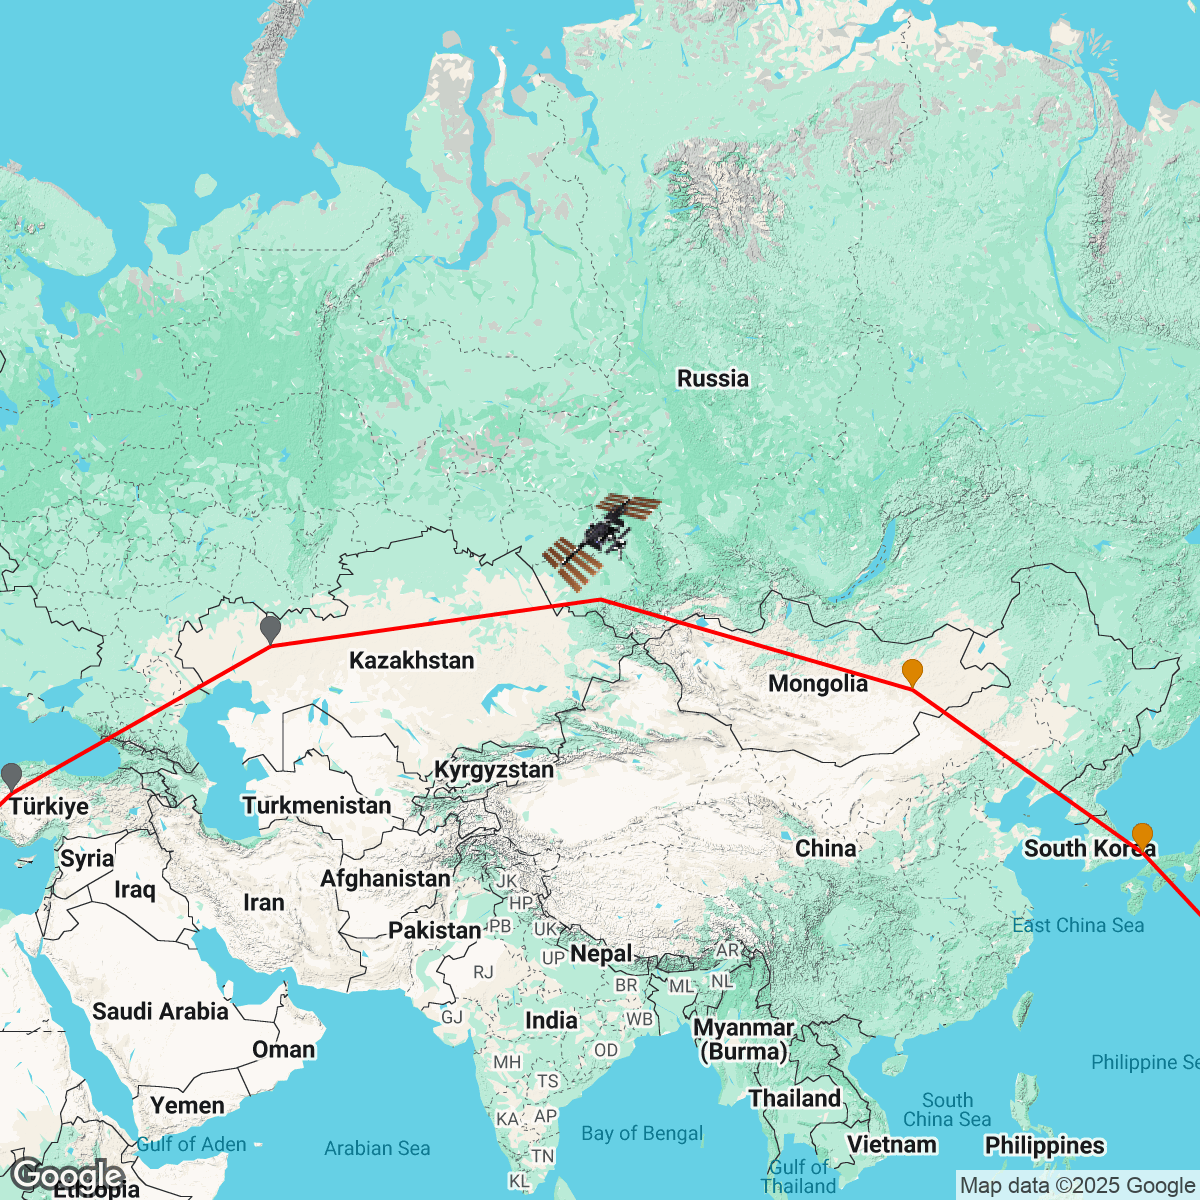 Russia
Kazakhstan
Mongolia
Kyrgyzstan
Türkiye
Turkmenistan
South Korea
China
Syria
Afghanistan
JK
Iraq
Iran
HP
Pakistan
PB
UK
East China Sea
Nepal
AR
UP
RJ
BR
ML
NL
Saudi Arabia
GJ
India
WB
Myanmar
(Burma)
Oman
OD
MH
Philippine Se
TS
Thailand
South
China Sea
Yemen
KA
AP
Gulf of Aden
Arabian Sea
Bay of Bengal
Vietnam
Philippines
TN
Gulf of
Thailand
KL
Google
Ethiopia
Map data ©2025 Google